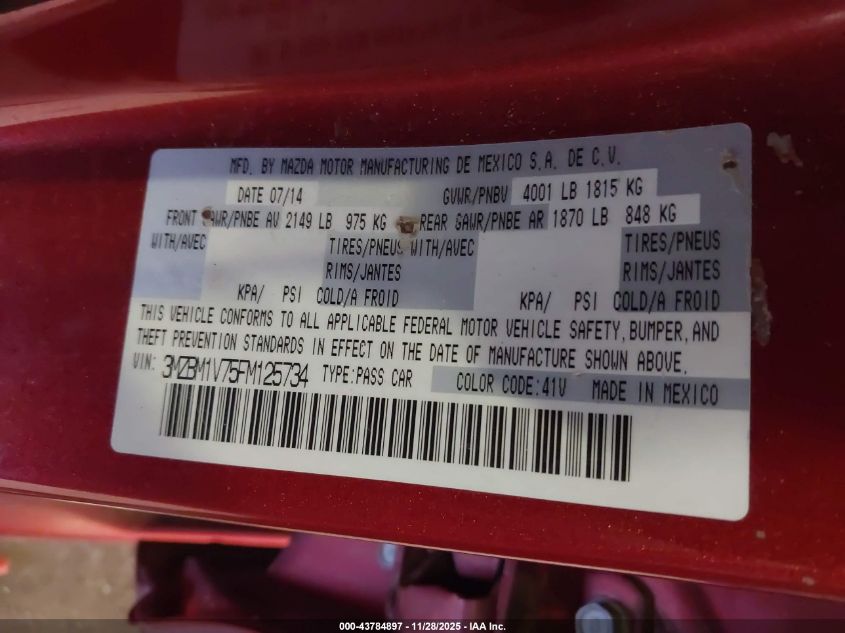 MFD. BY MAZDA MOTOR MANUFACTURING DE MEXICO S.A. DE C.V.
DATE 07/14 GVWR/PNBV 4001 LB 1815 KG
FRONT GAWR/PNBE AV 2149 LB 975 KG REAR GAWR/PNBE AR 1870 LB 848 KG
WITH/AVEC TIRES/PNEUS WITH/AVEC TIRES/PNEUS
RIMS/JANTES RIMS/JANTES
KPA/ PSI COLD/A FROID KPA/ PSI COLD/A FROID
THIS VEHICLE CONFORMS TO ALL APPLICABLE FEDERAL MOTOR VEHICLE SAFETY, BUMPER, AND
THEFT PREVENTION STANDARDS IN EFFECT ON THE DATE OF MANUFACTURE SHOWN ABOVE.
VIN: 3MZBM1V75FM125734 TYPE:PASS CAR COLOR CODE:41V MADE IN MEXICO
000-43784897 - 11/28/2025 - IAA Inc.